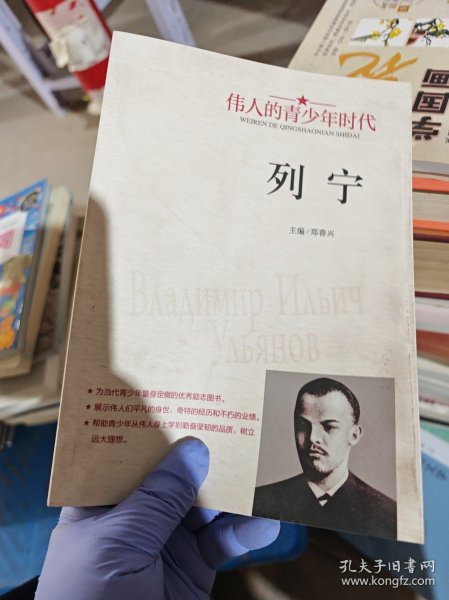 伟人的青少年时代
WEIREN DE QINGSHAONIAN SHIDAI
列宁
主编/郑春兴
Владимир Ильич
Ульянов
★ 为当代青少年量身定做的优秀励志图书。
★ 展示伟人们平凡的身世、奇特的经历和不朽的业绩。
★ 帮助青少年从伟人身上学到勤奋坚韧的品质，树立
远大理想。
孔夫子旧书网
www.kongfz.com